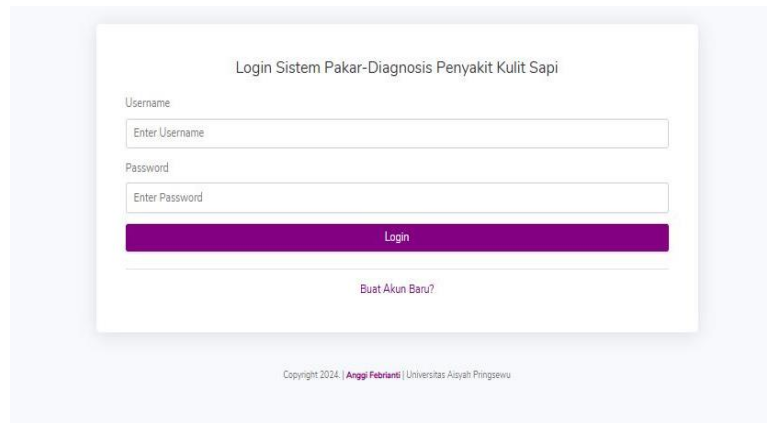 Login Sistem Pakar-Diagnosis Penyakit Kulit Sapi
Username
Enter Username
Password
Enter Password
Login
Buat Akun Baru?
Copyright 2024. | Anggi Febrianti | Universitas Aisyah Pringsewu